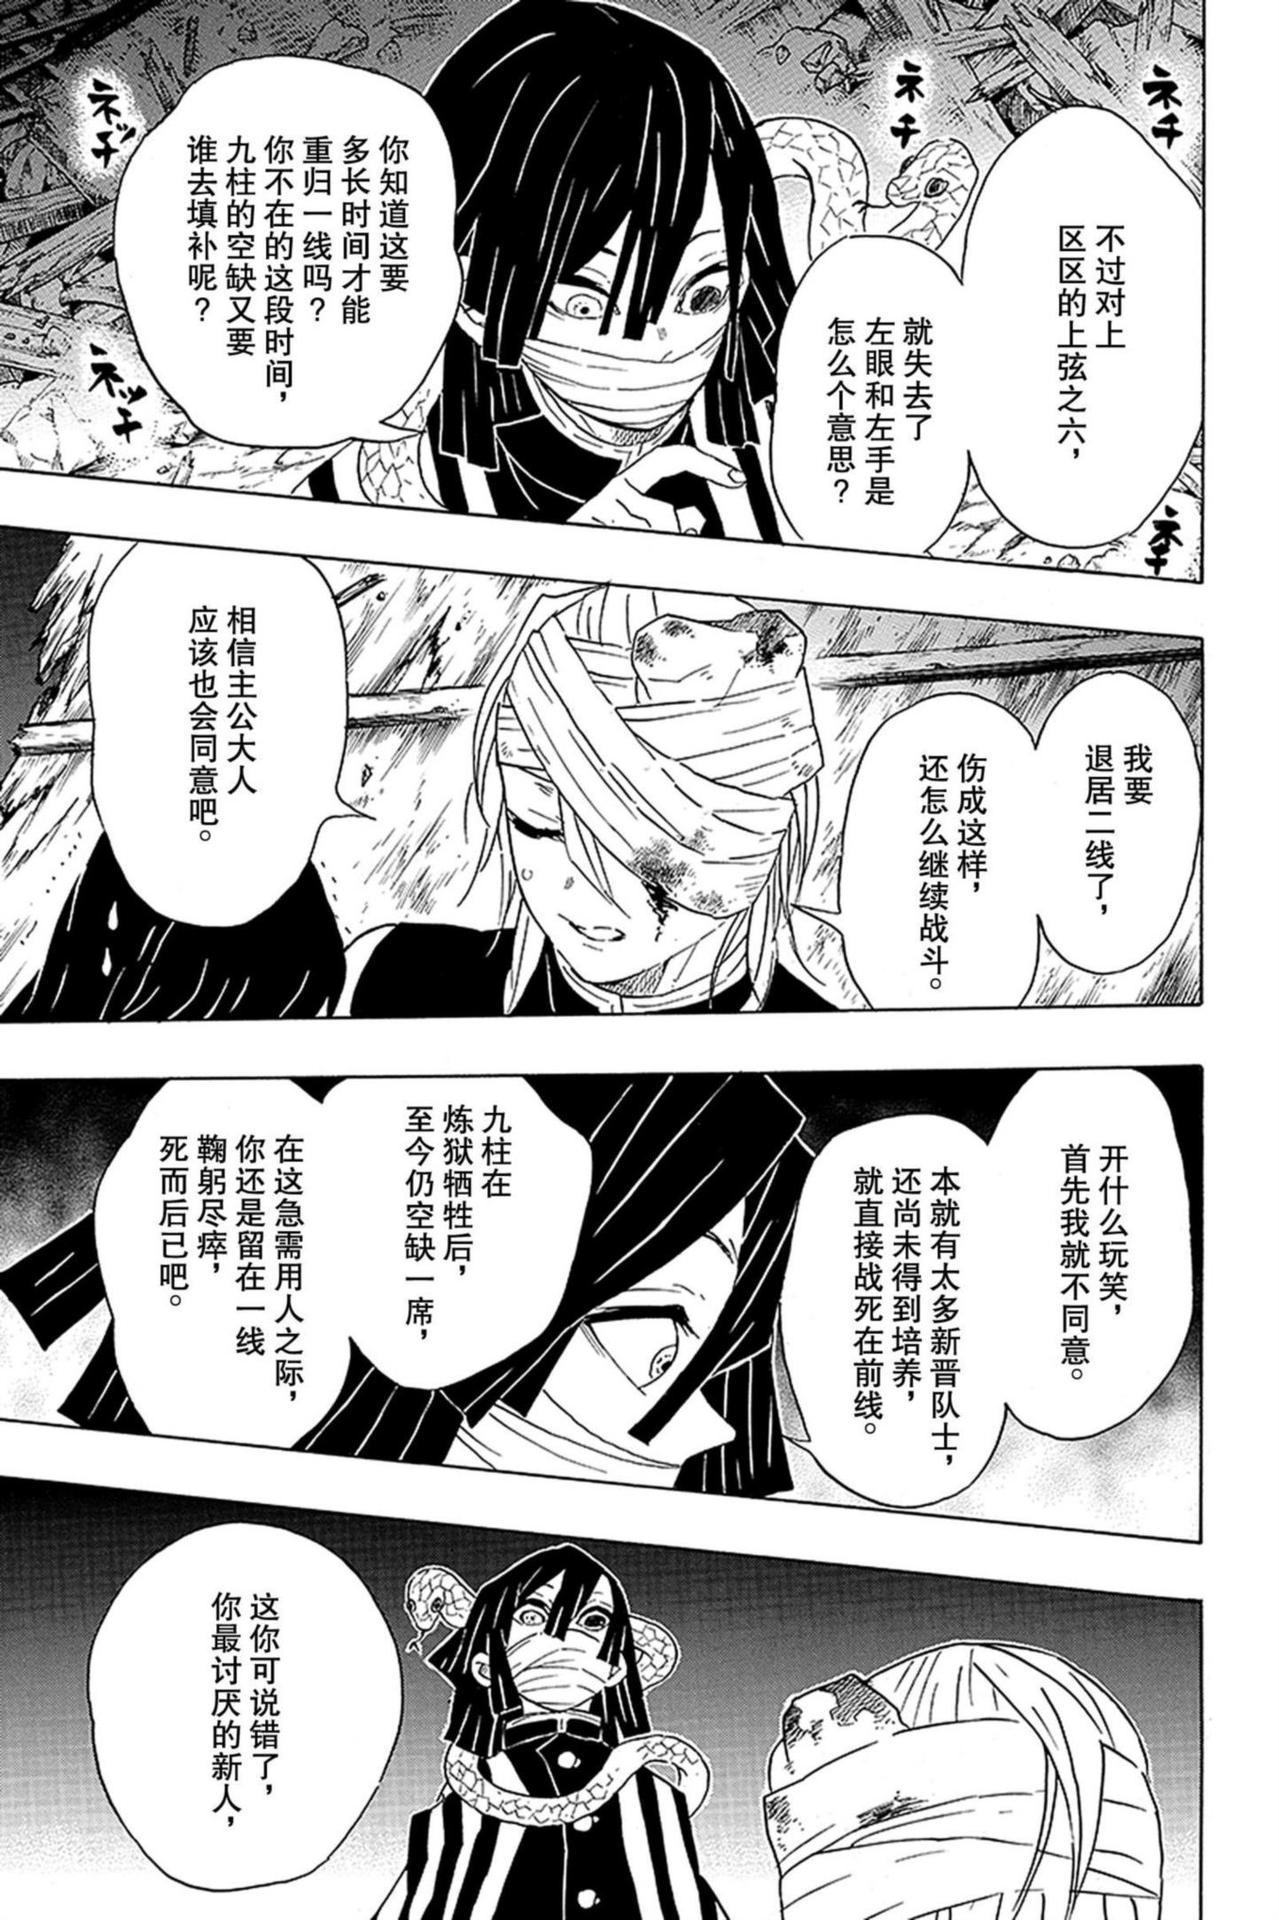 ネチ
ネチ
不过对上
区区的上弦之六，
就失去了
左眼和左手是
怎么个意思？
ネチ
你知道这要
多长时间才能
重归一线吗？
你不在的这段时间，
九柱的空缺又要
谁去填补呢？
ネッチ
ネッチ
我要
退居二线了，
伤成这样，
还怎么继续战斗。
相信主公大人
应该也会同意吧。
开什么玩笑，
首先我就不同意。
本就有太多新晋队士，
还尚未得到培养，
就直接战死在前线。
九柱在
炼狱牺牲后，
至今仍空缺一席，
在这急需用人之际，
你还是留在一线
鞠躬尽瘁，
死而后已吧。
这你可说错了，
你最讨厌的新人，